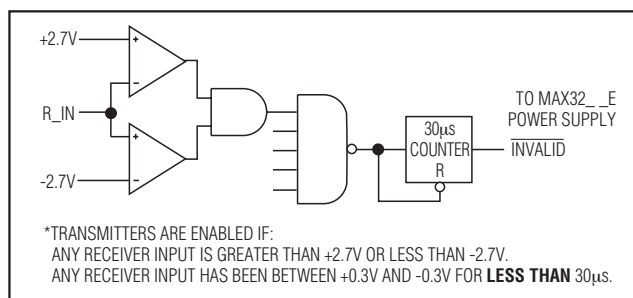 +2.7V
+
-
R_IN
+
-
-2.7V
30μs
COUNTER
R
TO MAX32_ _E
POWER SUPPLY
INVALID
*TRANSMITTERS ARE ENABLED IF:
ANY RECEIVER INPUT IS GREATER THAN +2.7V OR LESS THAN -2.7V.
ANY RECEIVER INPUT HAS BEEN BETWEEN +0.3V AND -0.3V FOR LESS THAN 30μs.